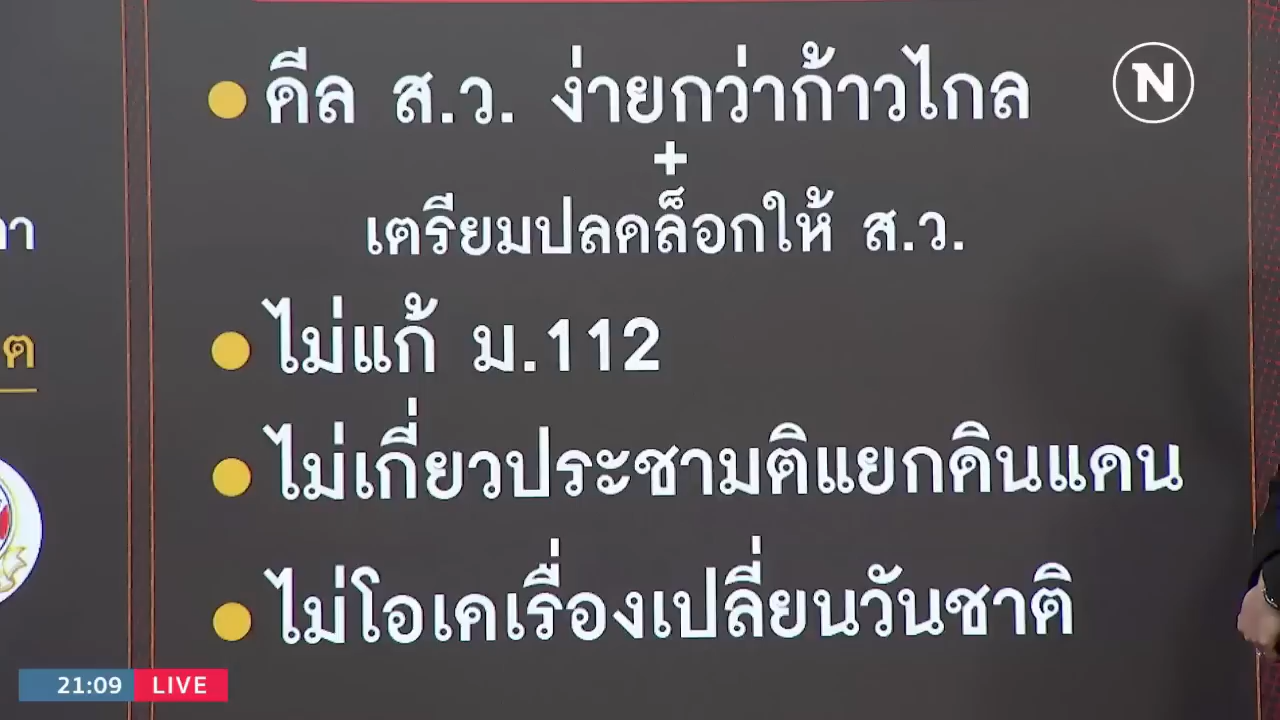 ดีล ส.ว. ง่ายกว่าก้าวไกล
+
เตรียมปลดล็อกให้ ส.ว.
ไม่แก้ ม.112
ไม่เกี่ยวประชามติแยกดินแดน
ไม่โอเคเรื่องเปลี่ยนวันชาติ
N
21:09 LIVE